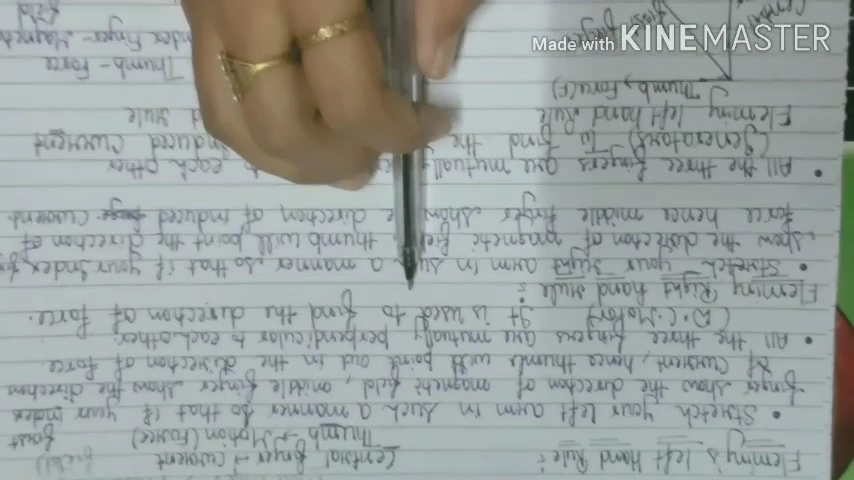 Fleming's left Hand Rule:
Central finger → Current
Thumb → Motion (Force)
• Stretch your left arm in such a manner so that if your index
finger show the direction of magnetic field, middle finger show the direction
of current, hence thumb will point out in the direction of force.
• All the three fingers are mutually perpendicular to each other.
(D.C. Motor) It is used to find the direction of force.
Fleming Right hand rule:
• Stretch your right arm in such a manner so that if your index
show the direction of magnetic thumb will point the direction of
force hence middle finger show direction of induced current.
• All the three fingers are mutually to each other
(Generators) To find the induced current
Fleming left hand Rule
Thumb, Force (F)
Thumb - Force
Finger - Magnetic
field
Made with KINEMASTER